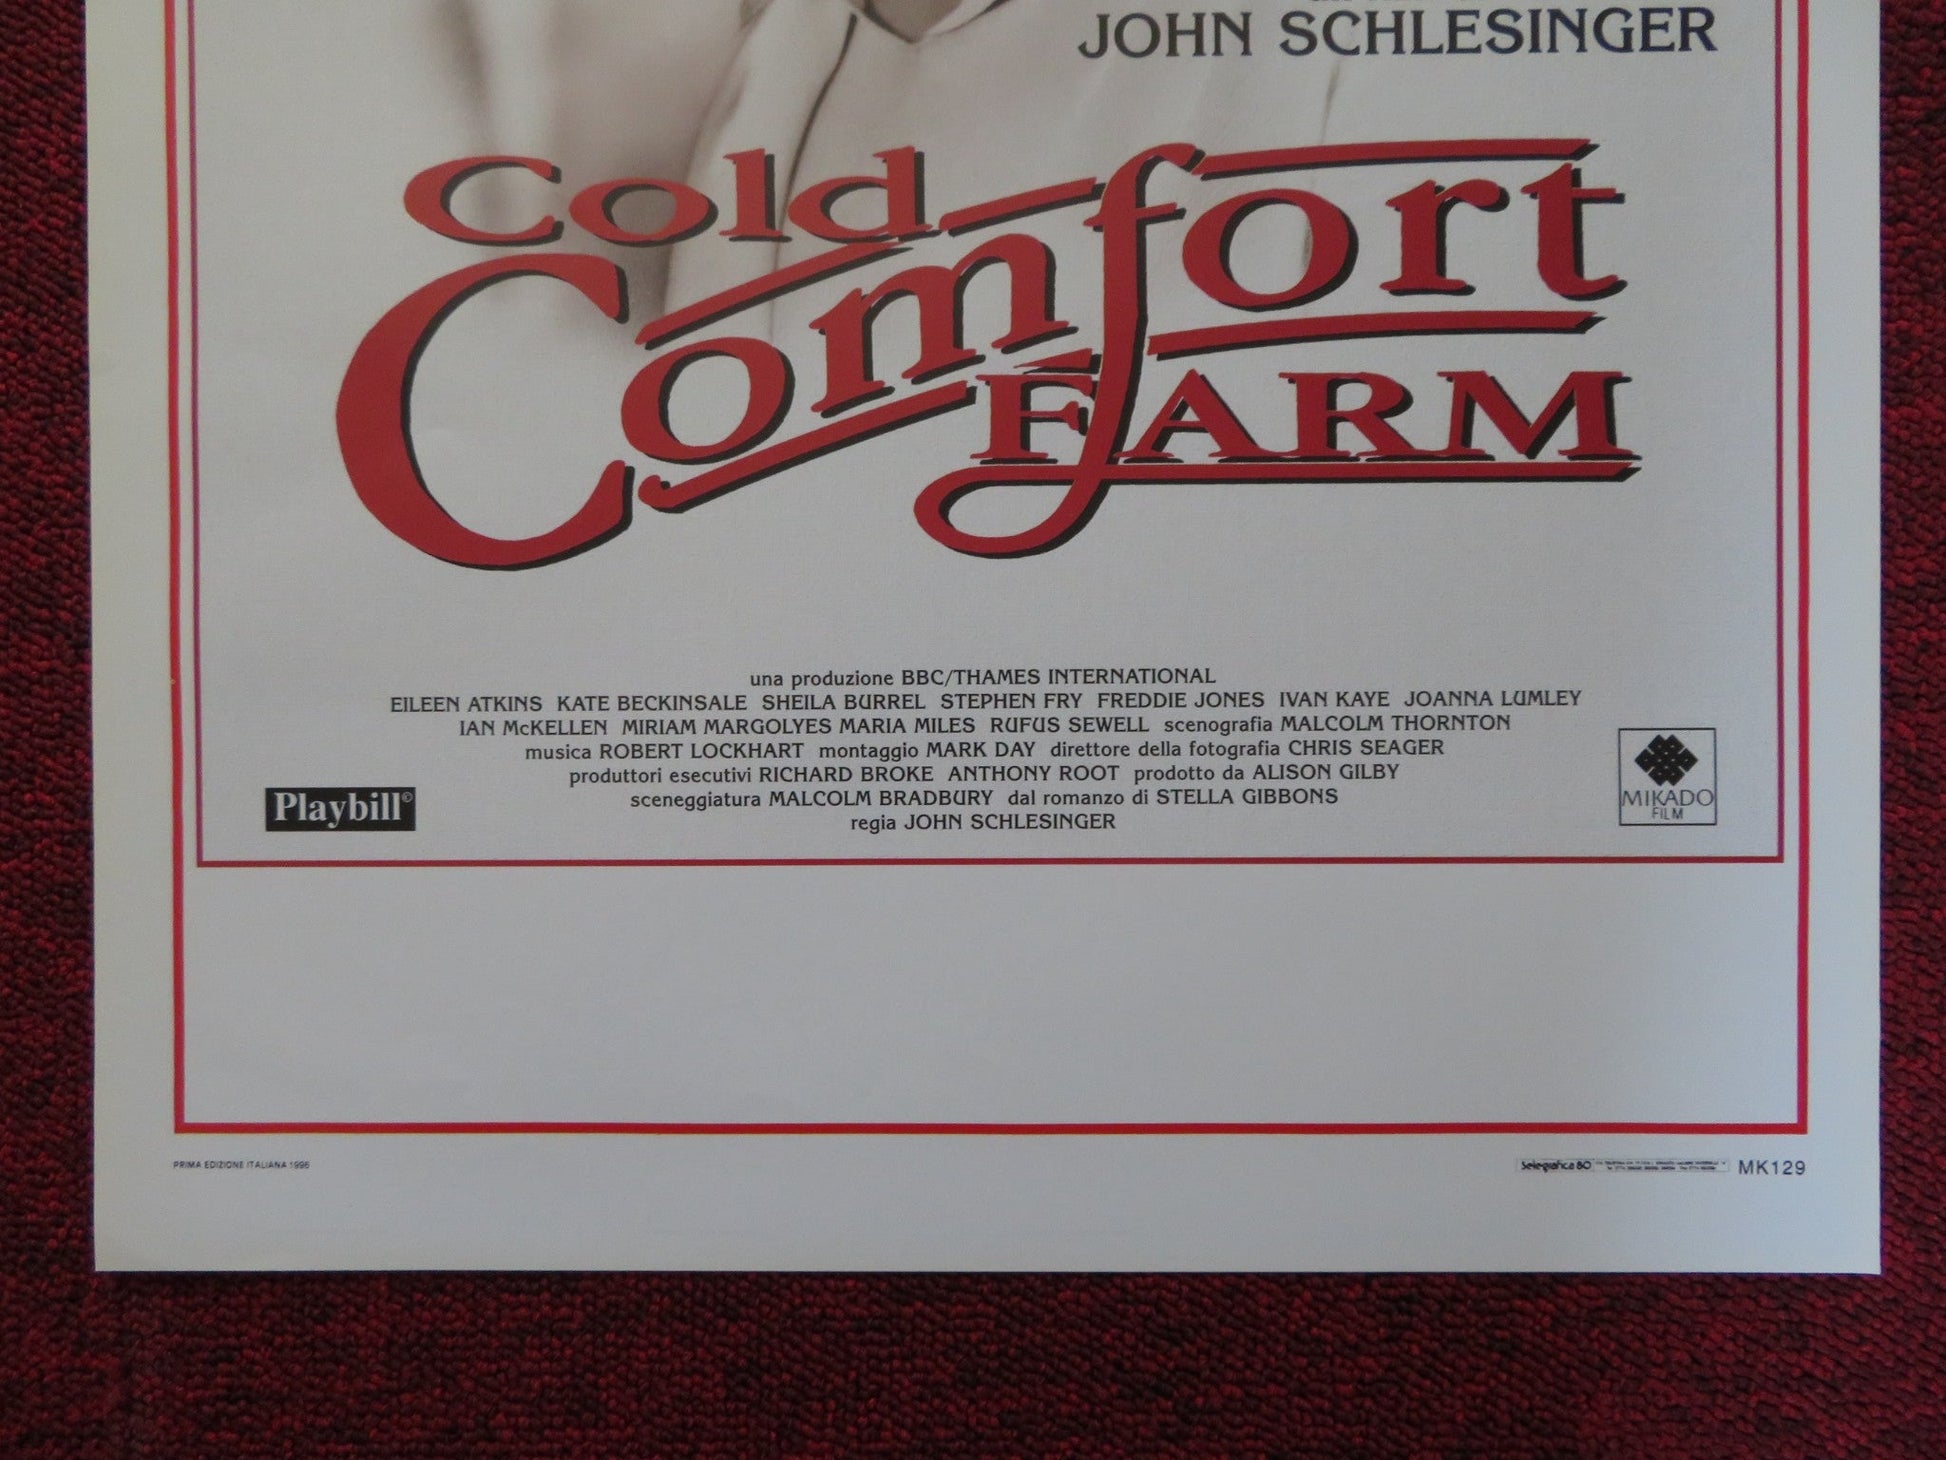 JOHN SCHLESINGER
Cold
Comfort
FARM
una produzione BBC/THAMES INTERNATIONAL
EILEEN ATKINS KATE BECKINSALE SHEILA BURREL STEPHEN FRY FREDDIE JONES IVAN KAYE JOANNA LUMLEY
IAN McKELLEN MIRIAM MARGOLYES MARIA MILES RUFUS SEWELL scenografia MALCOLM THORNTON
musica ROBERT LOCKHART montaggio MARK DAY direttore della fotografia CHRIS SEAGER
produttori esecutivi RICHARD BROKE ANTHONY ROOT prodotto da ALISON GILBY
sceneggiatura MALCOLM BRADBURY dal romanzo di STELLA GIBBONS
regia JOHN SCHLESINGER
Playbill©
MIKADO
FILM
PRIMA EDIZIONE ITALIANA 1996
Selegrafica 80
MK129